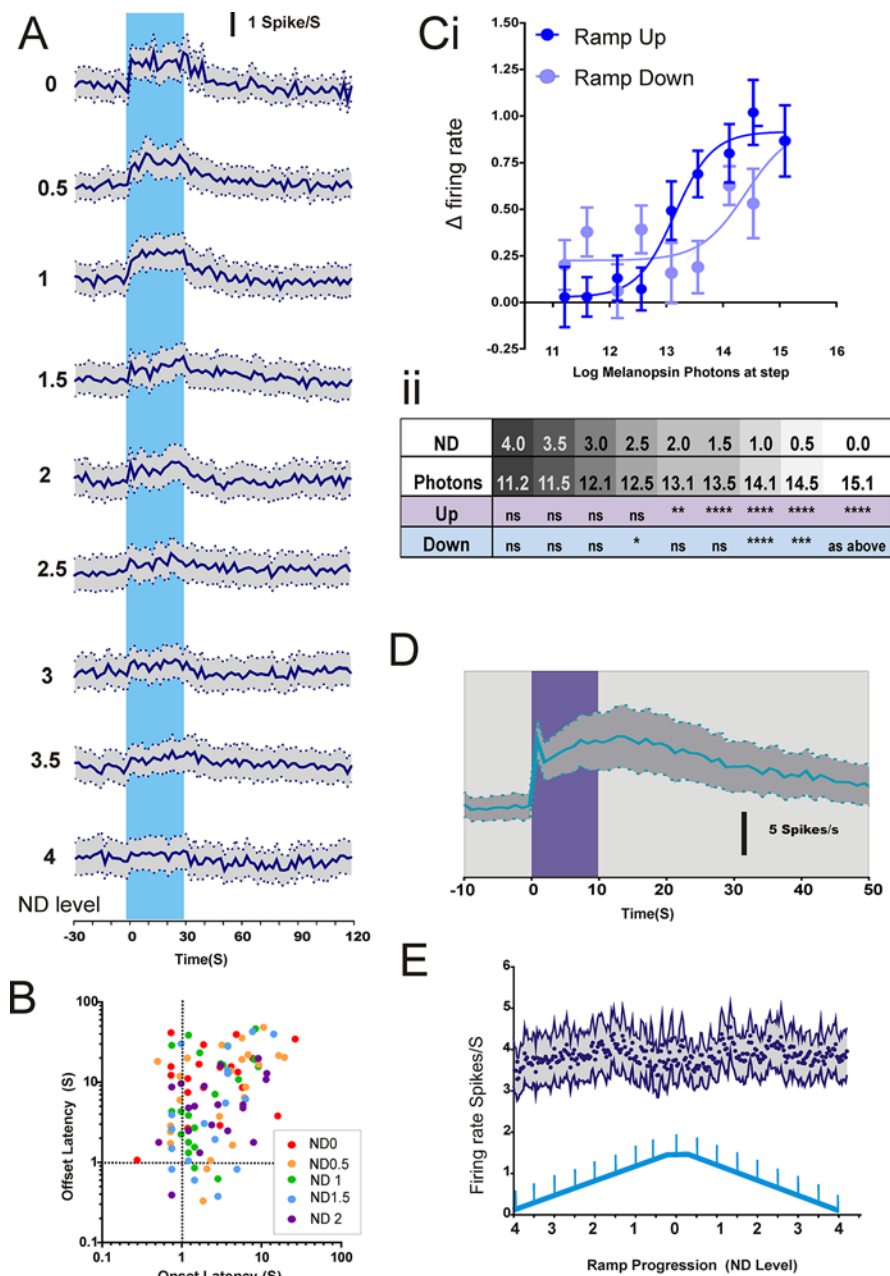 A
1 Spike/S
0
0.5
1
1.5
2
2.5
3
3.5
4
ND level
-30 0 30 60 90 120
Time(S)
B
Offset Latency (S)
100
10
1
0.1
0.1 1 10 100
Onset Latency (S)
ND0
ND0.5
ND 1
ND1.5
ND 2
Ci
Ramp Up
Ramp Down
Δ firing rate
1.50
1.25
1.00
0.75
0.50
0.25
0.00
-0.25
11 12 13 14 15 16
Log Melanopsin Photons at step
ii
ND 4.0 3.5 3.0 2.5 2.0 1.5 1.0 0.5 0.0
Photons 11.2 11.5 12.1 12.5 13.1 13.5 14.1 14.5 15.1
Up ns ns ns ns ** **** **** **** ****
Down ns ns ns * ns ns **** *** as above
D
5 Spikes/s
-10 0 10 20 30 40 50
Time(S)
E
Firing rate Spikes/S
6
5
4
3
2
1
0
4 3 2 1 0 1 2 3 4
Ramp Progression (ND Level)